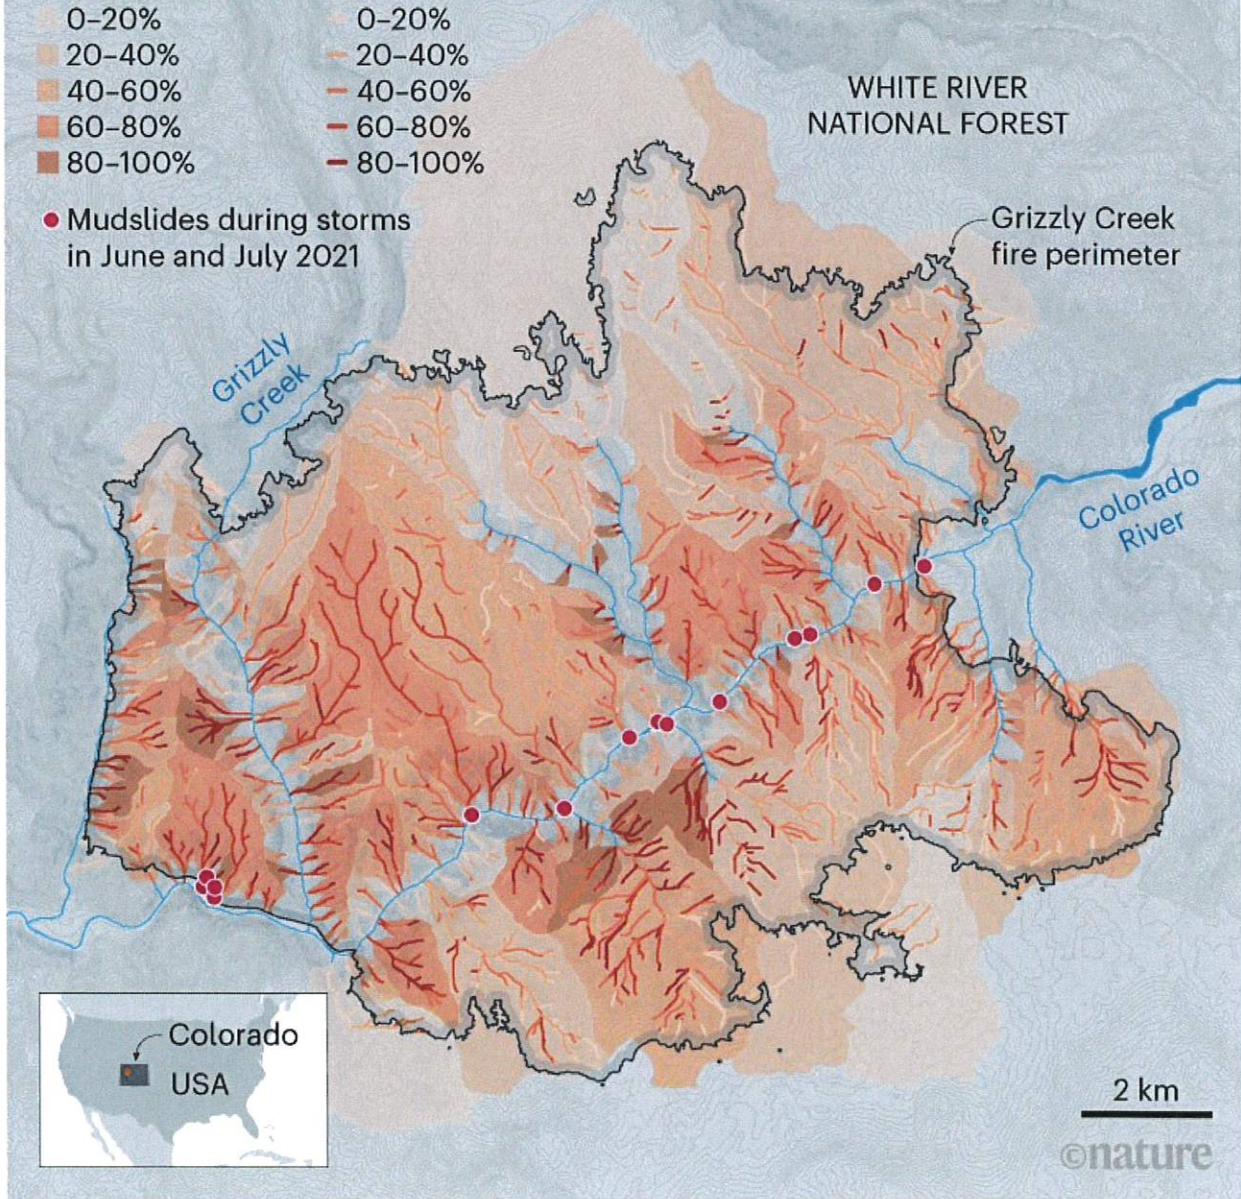 0–20%
20–40%
40–60%
60–80%
80–100%
0–20%
20–40%
40–60%
60–80%
80–100%
Mudslides during storms
in June and July 2021
WHITE RIVER
NATIONAL FOREST
Grizzly Creek
fire perimeter
Grizzly
Creek
Colorado
River
Colorado
USA
2 km
©nature